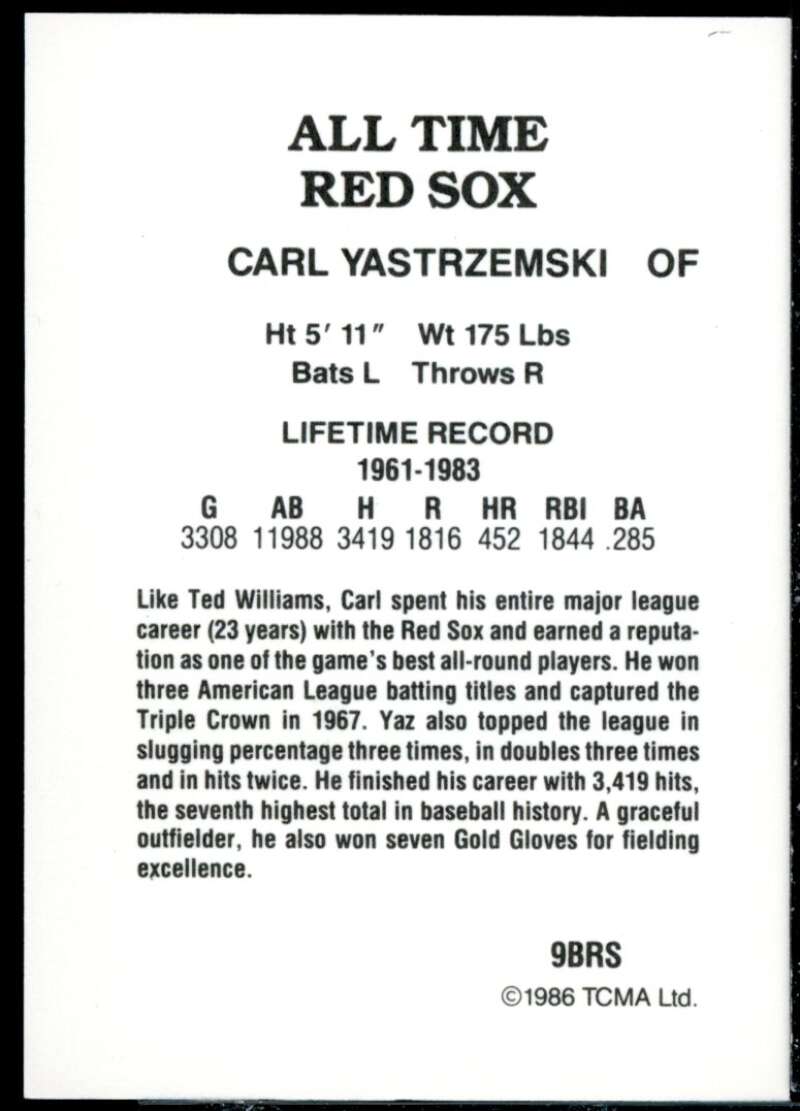 ALL TIME
RED SOX
CARL YASTRZEMSKI OF
Ht 5' 11" Wt 175 Lbs
Bats L Throws R
LIFETIME RECORD
1961-1983
G AB H R HR RBI BA
3308 11988 3419 1816 452 1844 .285
Like Ted Williams, Carl spent his entire major league
career (23 years) with the Red Sox and earned a reputa-
tion as one of the game's best all-round players. He won
three American League batting titles and captured the
Triple Crown in 1967. Yaz also topped the league in
slugging percentage three times, in doubles three times
and in hits twice. He finished his career with 3,419 hits,
the seventh highest total in baseball history. A graceful
outfielder, he also won seven Gold Gloves for fielding
excellence.
9BRS
©1986 TCMA Ltd.